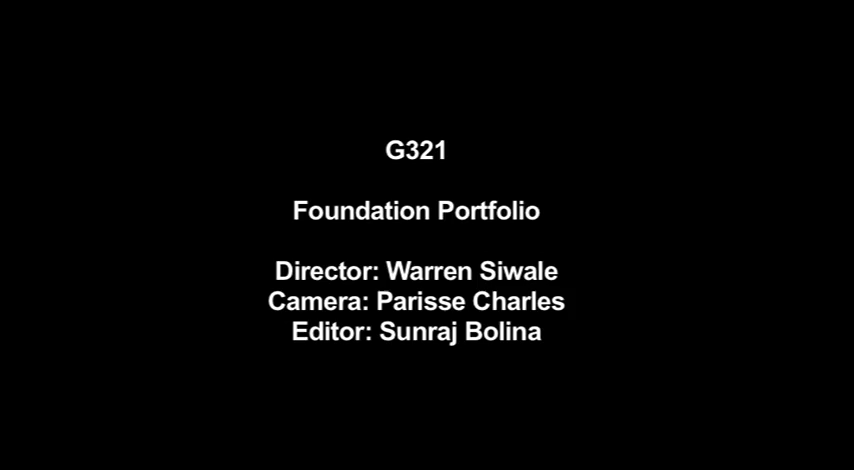 G321
Foundation Portfolio
Director: Warren Siwale
Camera: Parisse Charles
Editor: Sunraj Bolina